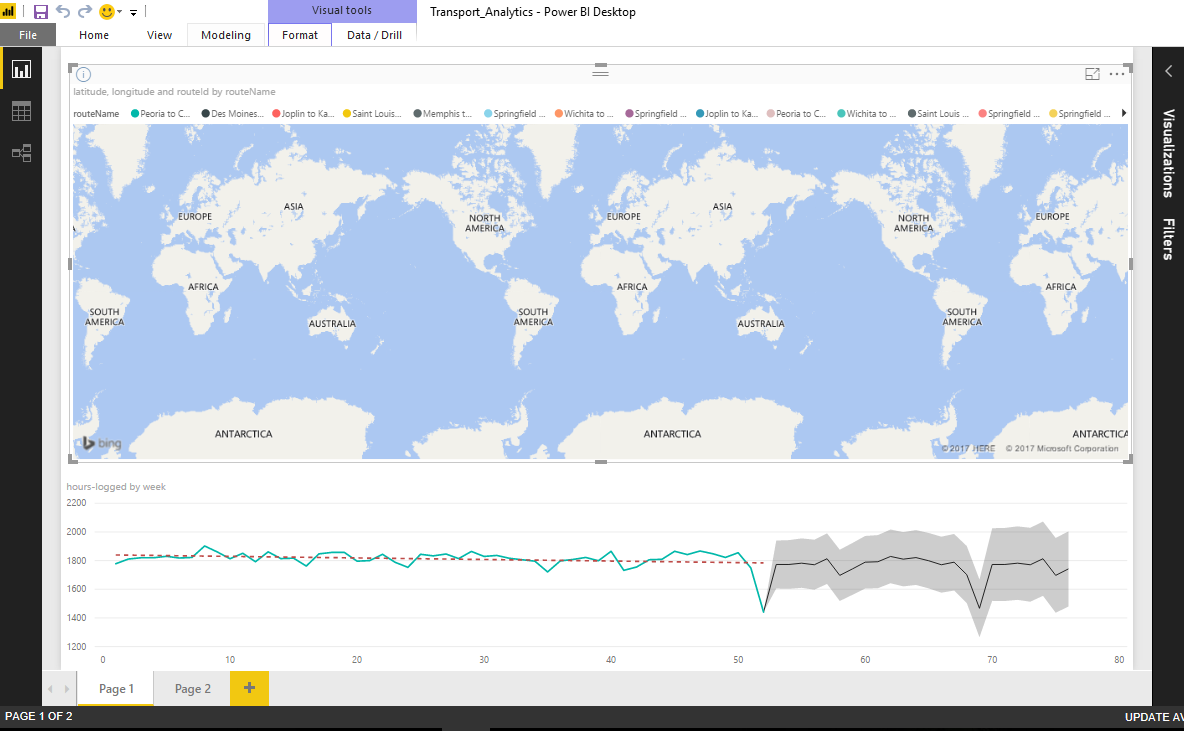 Visual tools
Transport_Analytics - Power BI Desktop
File Home View Modeling Format Data / Drill
latitude, longitude and routeId by routeName
routeName Peoria to C... Des Moines... Joplin to Ka... Saint Louis... Memphis t... Springfield ... Wichita to ... Springfield ... Joplin to Ka... Peoria to C... Wichita to ... Saint Louis ... Springfield ... Springfield ...
EUROPE ASIA NORTH AMERICA EUROPE ASIA NORTH AMERICA EUROPE
A
AFRICA AFRICA AFRICA
SOUTH AMERICA AUSTRALIA SOUTH AMERICA AUSTRALIA SOUTH AMERICA
ANTARCTICA ANTARCTICA ANTARCTICA
bing
© 2017 HERE © 2017 Microsoft Corporation
Visualizations
Filters
hours-logged by week
2200
2000
1800
1600
1400
1200
0 10 20 30 40 50 60 70 80
Page 1 Page 2
PAGE 1 OF 2 UPDATE AV